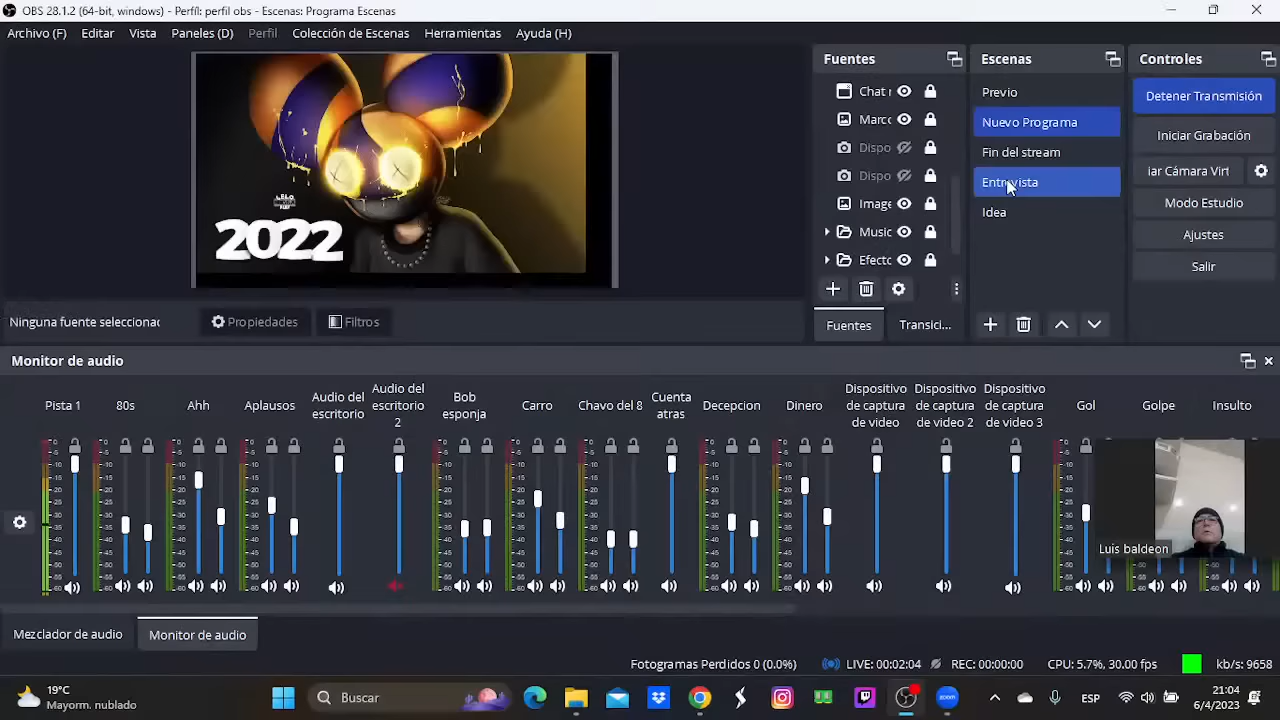 OBS 28.1.2 (64-bit, windows) - Perfil: perfil obs - Escenas: Programa Escenas
Archivo (F) Editar Vista Paneles (D) Perfil Colección de Escenas Herramientas Ayuda (H)
2022
Ninguna fuente seleccionac
Propiedades
Filtros
Fuentes
Chat r
Marc
Dispo
Dispo
Image
Music
Efecto
Fuentes Transici...
Escenas
Previo
Nuevo Programa
Fin del stream
Entrevista
Idea
Controles
Detener Transmisión
Iniciar Grabación
iar Cámara Virt
Modo Estudio
Ajustes
Salir
Monitor de audio
Pista 1
80s
Ahh
Aplausos
Audio del
escritorio
Audio del
escritorio
2
Bob
esponja
Carro
Chavo del 8
Cuenta
atras
Decepcion
Dinero
Dispositivo
de captura
de video
Dispositivo
de captura
de video 2
Dispositivo
de captura
de video 3
Gol
Golpe
Insulto
Luis baldeon
Mezclador de audio Monitor de audio
Fotogramas Perdidos 0 (0.0%) LIVE: 00:02:04 REC: 00:00:00 CPU: 5.7%, 30.00 fps kb/s: 9658
19°C
Mayorm. nublado
Buscar
zoom
ESP
21:04
6/4/2023